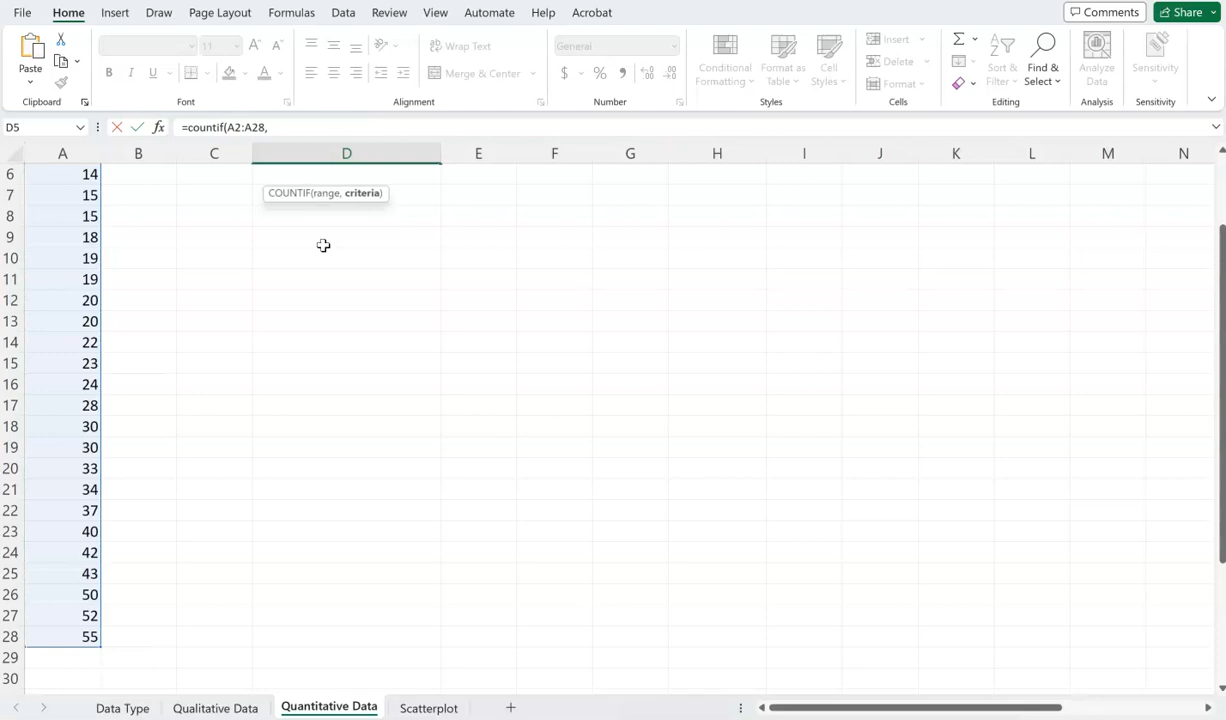 File Home Insert Draw Page Layout Formulas Data Review View Automate Help Acrobat Comments Share
Paste 11 A A Wrap Text General Conditional Formatting Format as Table Cell Styles Insert Sort & Filter Find & Select Analyze Data Sensitivity
B I U A Merge & Center $ % Delete
Format
Clipboard Font Alignment Number Styles Cells Editing Analysis Sensitivity
D5 fx =countif(A2:A28,
A B C D E F G H I J K L M N
6 14
7 15 COUNTIF(range, criteria)
8 15
9 18
10 19
11 19
12 20
13 20
14 22
15 23
16 24
17 28
18 30
19 30
20 33
21 34
22 37
23 40
24 42
25 43
26 50
27 52
28 55
29
30
Data Type Qualitative Data Quantitative Data Scatterplot